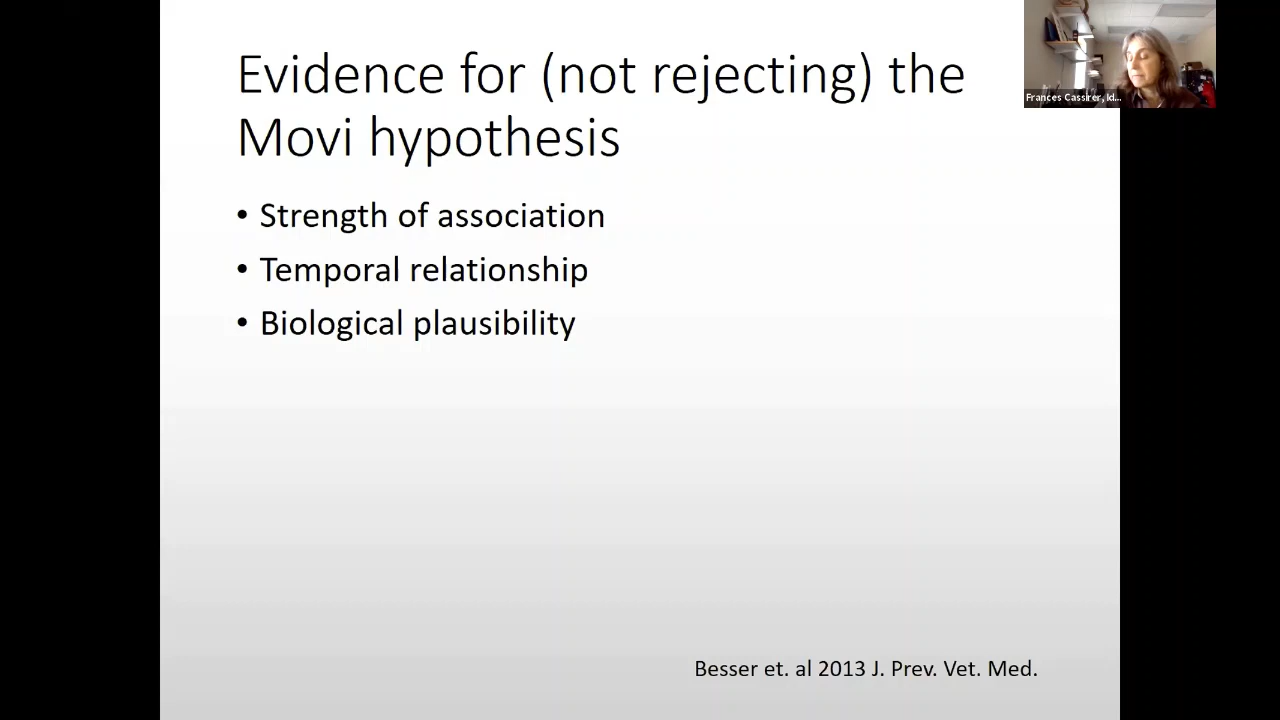 Evidence for (not rejecting) the
Movi hypothesis
• Strength of association
• Temporal relationship
• Biological plausibility
Besser et. al 2013 J. Prev. Vet. Med.
Frances Cassirer, Id...